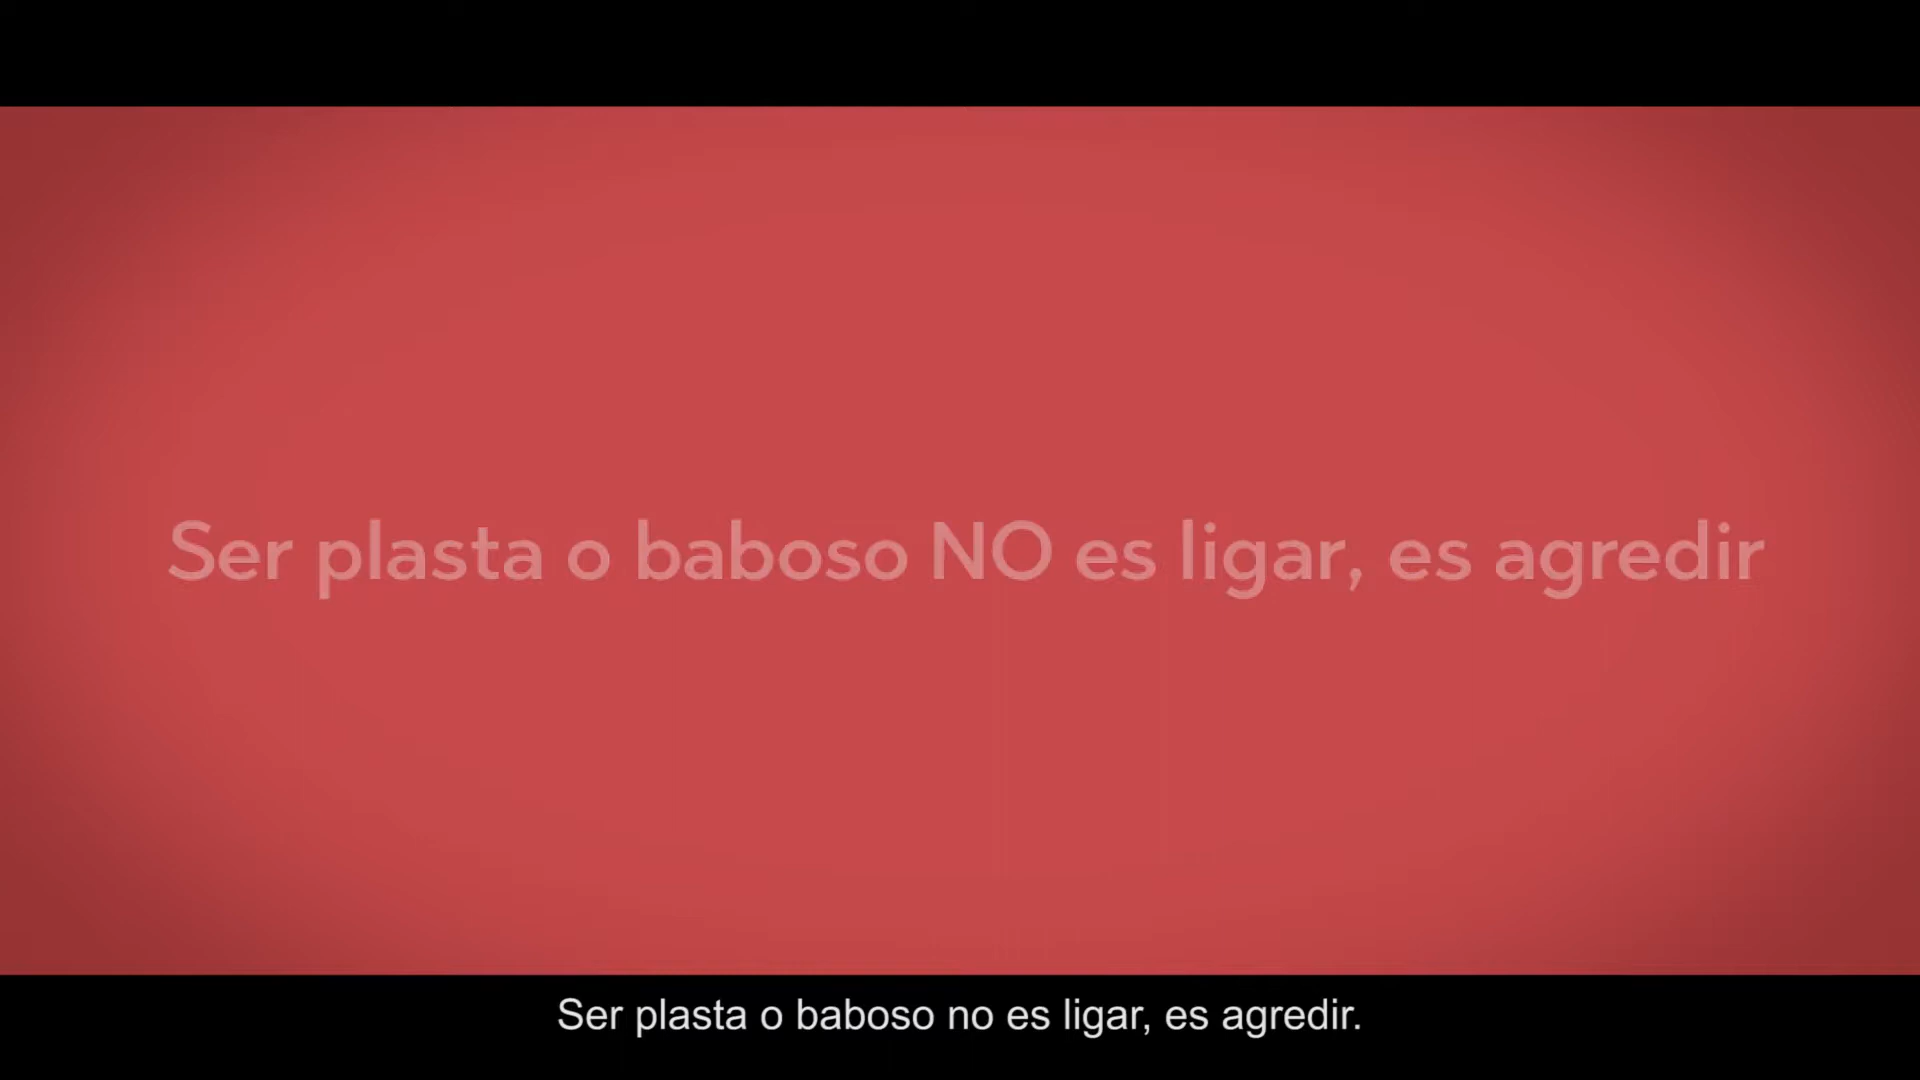 Ser plasta o baboso NO es ligar, es agredir
Ser plasta o baboso no es ligar, es agredir.